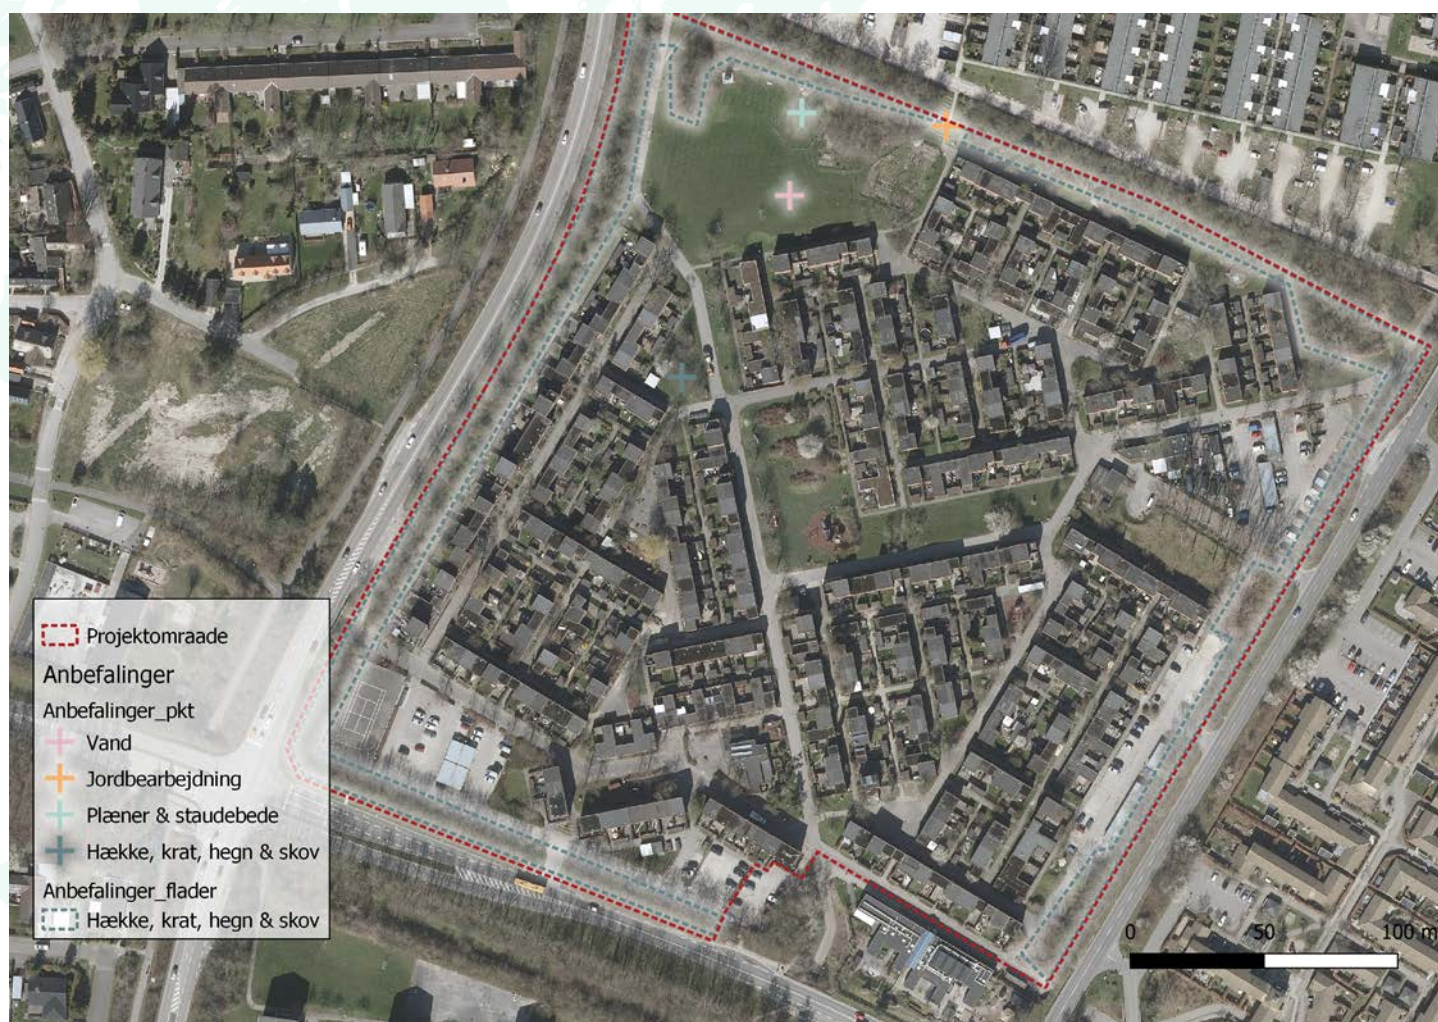 Projektomraade
Anbefalinger
Anbefalinger_pkt
Vand
Jordbearbejdning
Plæner & staudebede
Hække, krat, hegn & skov
Anbefalinger_flader
Hække, krat, hegn & skov
0 50 100 m